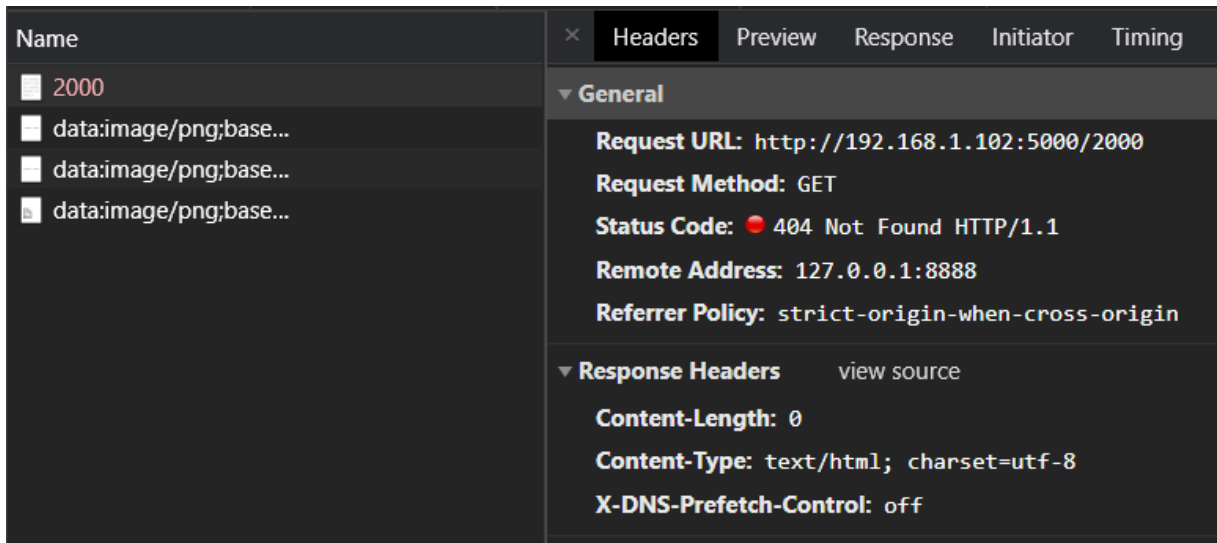 Name
2000
data:image/png;base...
data:image/png;base...
data:image/png;base...
× Headers Preview Response Initiator Timing
General
Request URL: http://192.168.1.102:5000/2000
Request Method: GET
Status Code: 404 Not Found HTTP/1.1
Remote Address: 127.0.0.1:8888
Referrer Policy: strict-origin-when-cross-origin
Response Headers view source
Content-Length: 0
Content-Type: text/html; charset=utf-8
X-DNS-Prefetch-Control: off